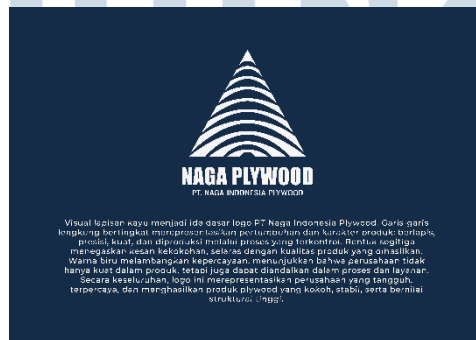 NAGA PLYWOOD
PT. NAGA INDONESIA PLYWOOD
Visual lapisan kayu menjadi ide dasar logo PT Naga Indonesia Plywood. Garis-garis
lengkung bertingkat merepresentasikan pertumbuhan dan karakter produk: berlapis,
presisi, kuat, dan diproduksi melalui proses yang terkontrol. Bentuk segitiga
menegaskan kesan kekokohan, selaras dengan kualitas produk yang dihasilkan.
Warna biru melambangkan kepercayaan, menunjukkan bahwa perusahaan tidak
hanya kuat dalam produk, tetapi juga dapat diandalkan dalam proses dan layanan.
Secara keseluruhan, logo ini merepresentasikan perusahaan yang tangguh,
terpercaya, dan menghasilkan produk plywood yang kokoh, stabil, serta bernilai
struktural tinggi.